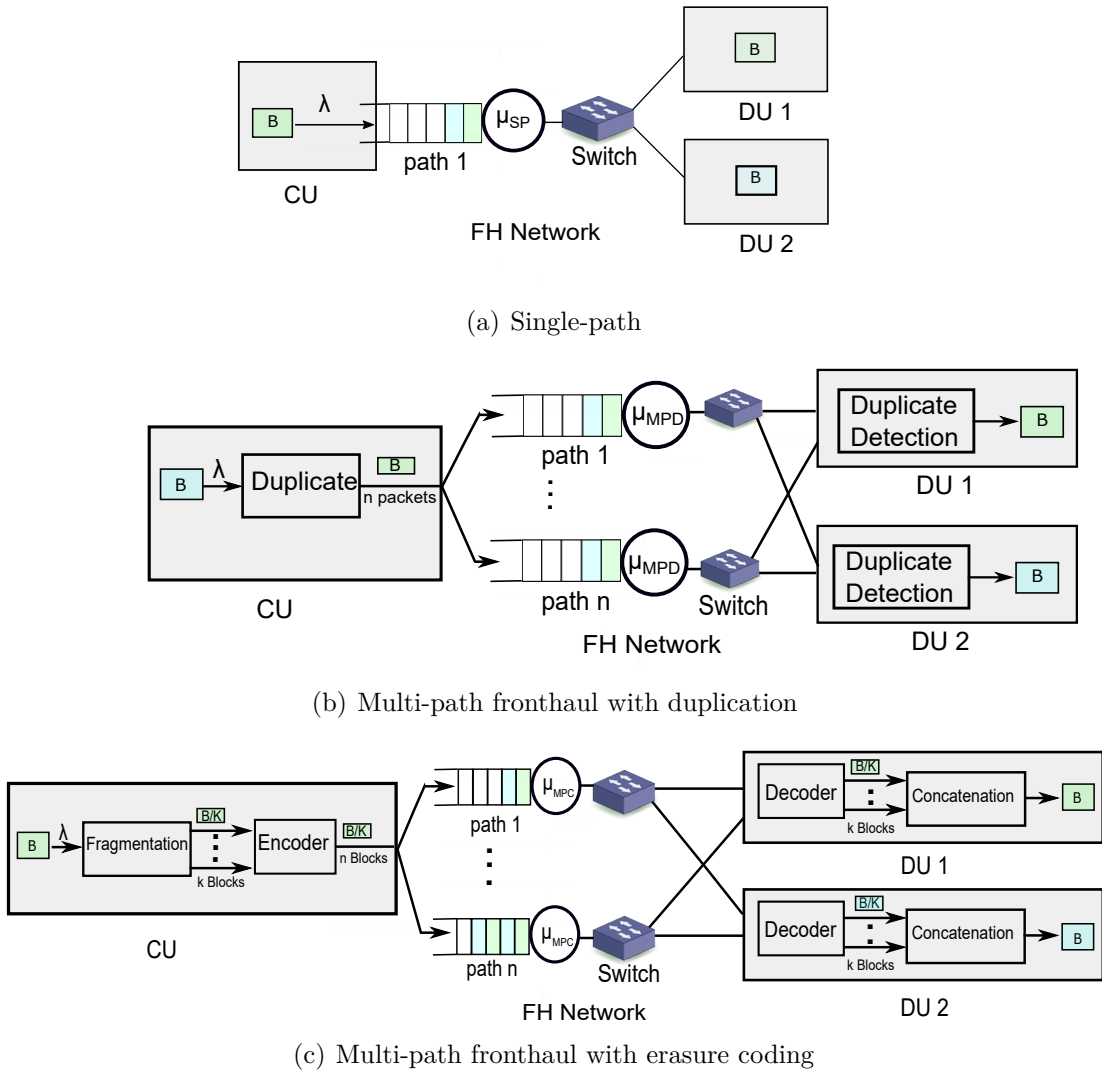 B
λ
CU
path 1
μSP
Switch
FH Network
B
DU 1
B
DU 2
(a) Single-path
B
λ
Duplicate
B
n packets
CU
path 1
μMPD
path n
μMPD
Switch
FH Network
Duplicate
Detection
B
DU 1
Duplicate
Detection
B
DU 2
(b) Multi-path fronthaul with duplication
B
λ
Fragmentation
B/K
k Blocks
Encoder
B/K
n Blocks
CU
path 1
μMPC
path n
μMPC
Switch
FH Network
Decoder
B/K
k Blocks
Concatenation
B
DU 1
Decoder
B/K
k Blocks
Concatenation
B
DU 2
(c) Multi-path fronthaul with erasure coding